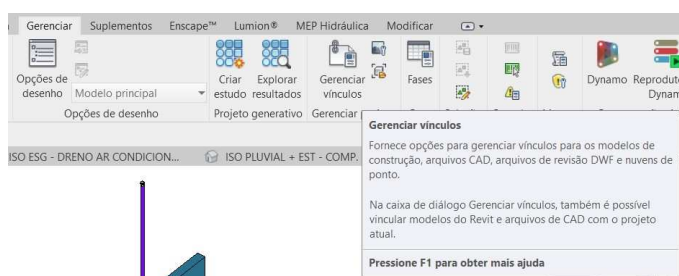 Gerenciar Suplementos Enscape™ Lumion® MEP Hidráulica Modificar
Opções de desenho
Modelo principal
Criar estudo
Explorar resultados
Gerenciar vínculos
Fases
Dynamo
Opções de desenho Projeto generativo Gerenciar
Gerenciar vínculos
Fornece opções para gerenciar vínculos para os modelos de
construção, arquivos CAD, arquivos de revisão DWF e nuvens de
ponto.
ISO ESG - DRENO AR CONDICION... ISO PLUVIAL + EST - COMP.
Na caixa de diálogo Gerenciar vínculos, também é possível
vincular modelos do Revit e arquivos de CAD com o projeto
atual.
Pressione F1 para obter mais ajuda